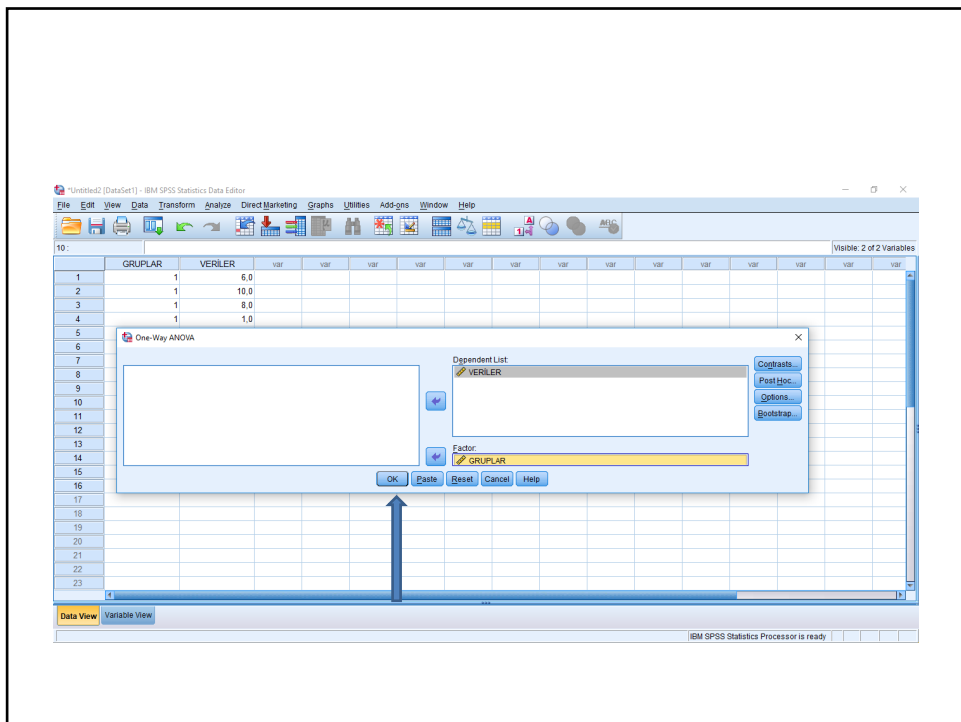 *Untitled2 [DataSet1] - IBM SPSS Statistics Data Editor
File Edit View Data Transform Analyze Direct Marketing Graphs Utilities Add-ons Window Help
10 :
Visible: 2 of 2 Variables
GRUPLAR VERİLER var var var var var var var var var var var var var var
1 1 6,0
2 1 10,0
3 1 8,0
4 1 1,0
5
6
7
8
9
10
11
12
13
14
15
16
17
18
19
20
21
22
23
One-Way ANOVA
Dependent List:
VERİLER
Contrasts...
Post Hoc...
Options...
Bootstrap...
Factor:
GRUPLAR
OK Paste Reset Cancel Help
Data View Variable View
IBM SPSS Statistics Processor is ready